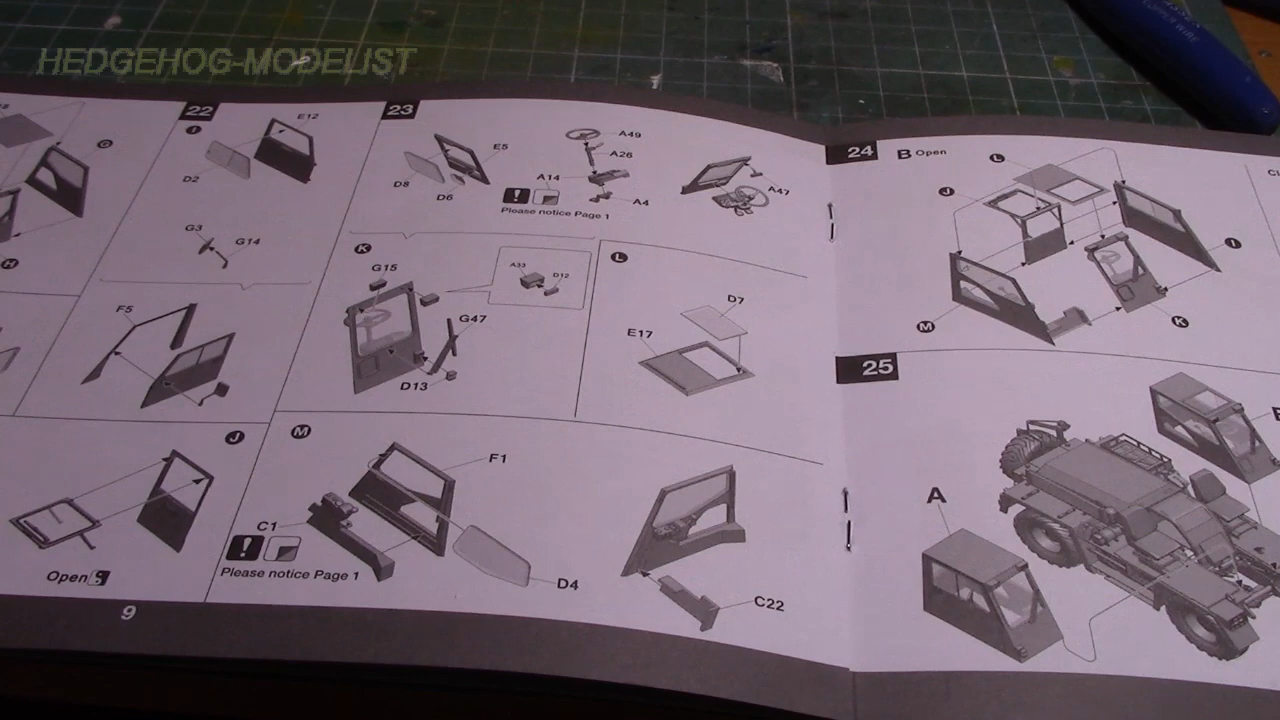 HEDGEHOG-MODELIST
22
I
E12
D2
G3
G14
G
H
F5
J
Open
9
23
E5
D8
D6
A49
A26
A14
A4
A47
!
Please notice Page 1
K
G15
A33
D12
G47
D13
L
D7
E17
M
F1
C1
!
Please notice Page 1
D4
C22
24
B Open
L
J
I
M
K
25
A